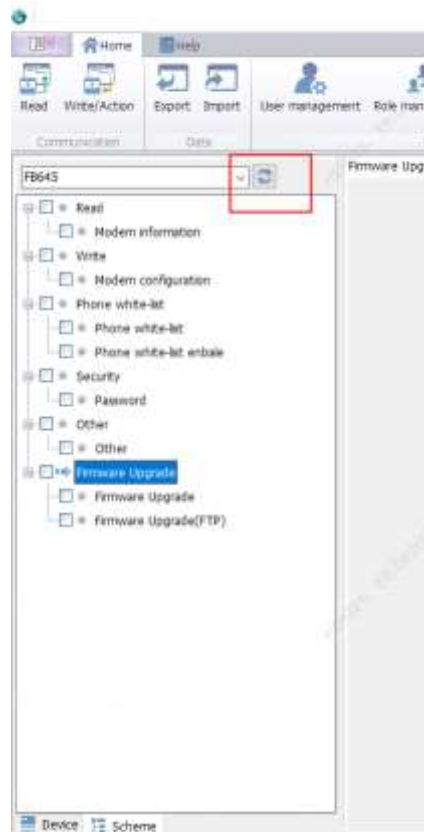 Home
Help
Read Write/Action Export Import User management Role man
Communication Data
FB645
Firmware Upg
Read
Modem information
Write
Modem configuration
Phone white-list
Phone white-list
Phone white-list enbale
Security
Password
Other
Other
Firmware Upgrade
Firmware Upgrade
Firmware Upgrade(FTP)
Device Scheme